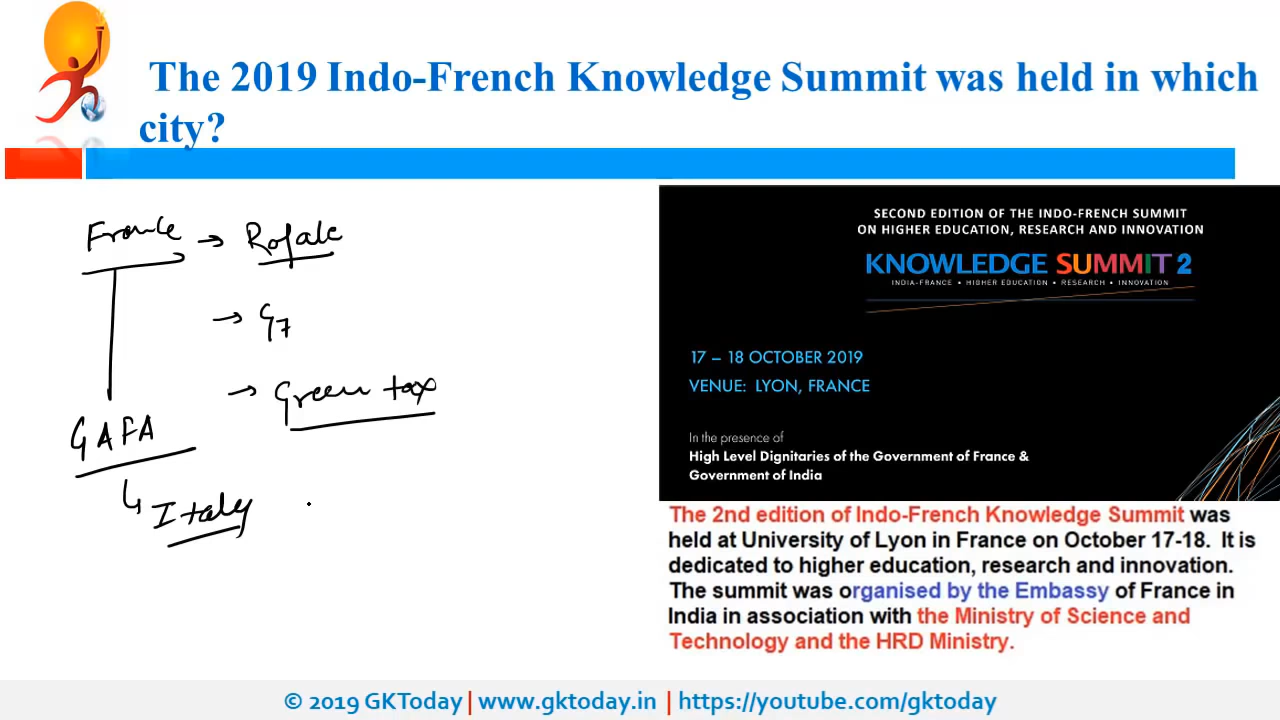 The 2019 Indo-French Knowledge Summit was held in which
city?
France → Rafale
→ G7
→ Green tax
GAFA
↳ Italy
SECOND EDITION OF THE INDO-FRENCH SUMMIT
ON HIGHER EDUCATION, RESEARCH AND INNOVATION
KNOWLEDGE SUMMIT 2
INDIA-FRANCE • HIGHER EDUCATION • RESEARCH • INNOVATION
17 – 18 OCTOBER 2019
VENUE: LYON, FRANCE
In the presence of
High Level Dignitaries of the Government of France &
Government of India
The 2nd edition of Indo-French Knowledge Summit was
held at University of Lyon in France on October 17-18. It is
dedicated to higher education, research and innovation.
The summit was organised by the Embassy of France in
India in association with the Ministry of Science and
Technology and the HRD Ministry.
© 2019 GKToday | www.gktoday.in | https://youtube.com/gktoday